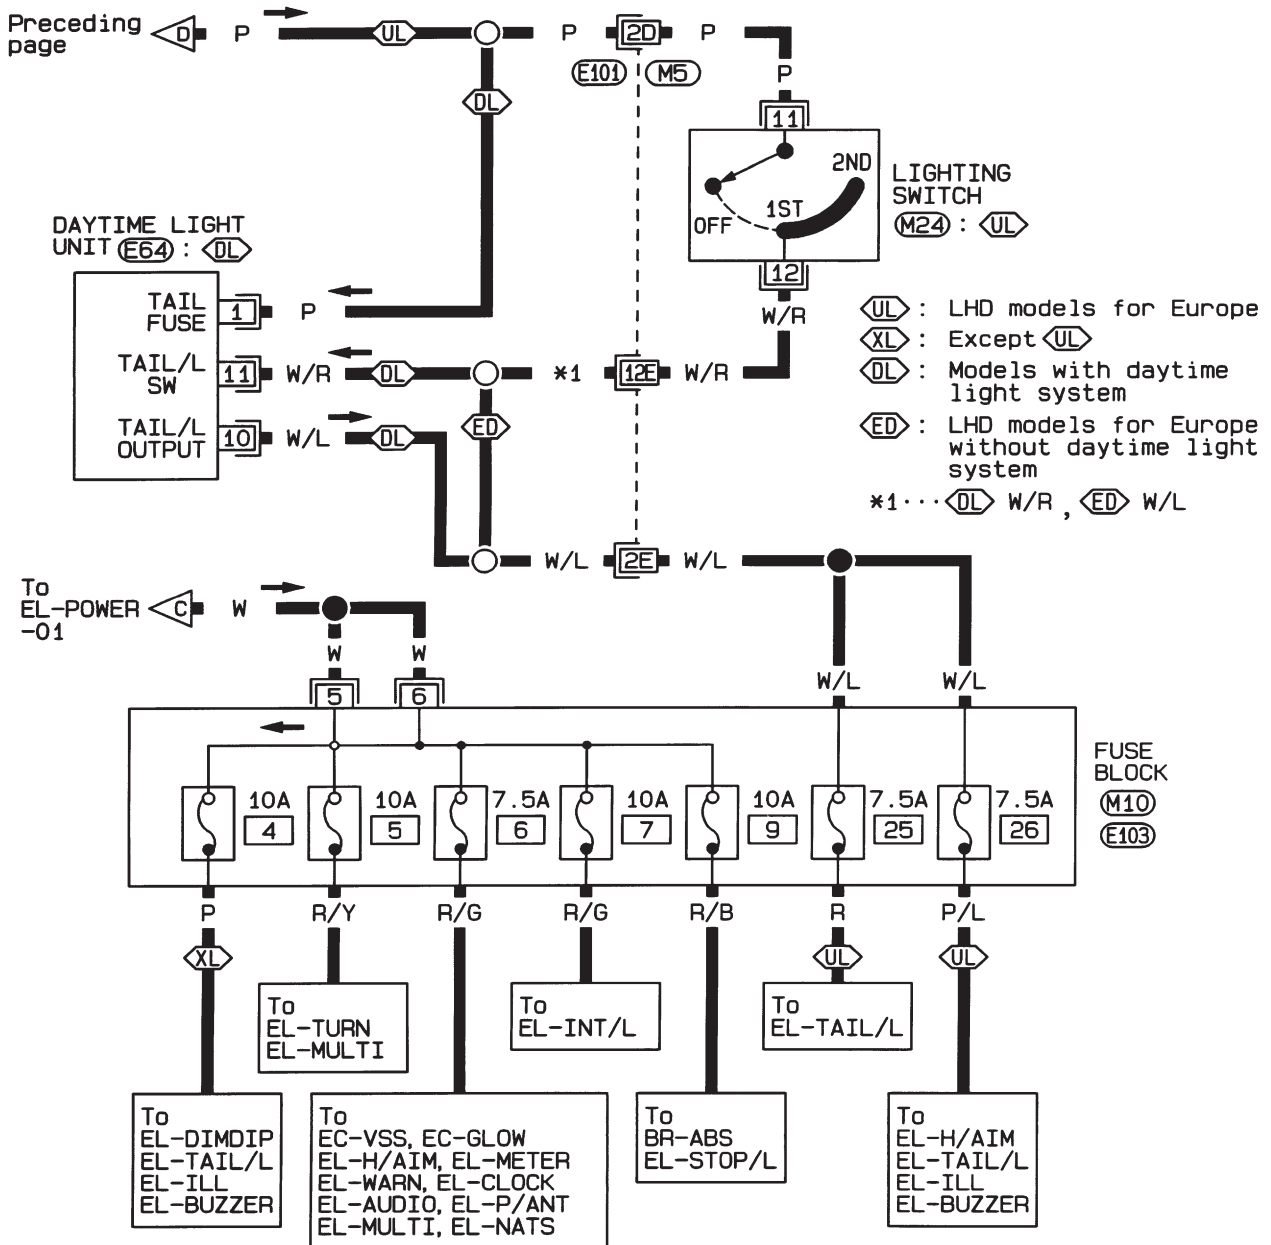 Preceding
page
D
P
UL
P
2D
P
E101
M5
P
DL
11
2ND
1ST
OFF
LIGHTING
SWITCH
M24 : UL
12
W/R
DAYTIME LIGHT
UNIT E64 : DL
TAIL
FUSE
1
P
TAIL/L
SW
11
W/R
DL
*1
12E
W/R
TAIL/L
OUTPUT
10
W/L
DL
ED
UL : LHD models for Europe
XL : Except UL
DL : Models with daytime
light system
ED : LHD models for Europe
without daytime light
system
*1··· DL W/R , ED W/L
W/L
2E
W/L
To
EL-POWER
-01
C
W
W
W
5
6
W/L
W/L
10A
4
10A
5
7.5A
6
10A
7
10A
9
7.5A
25
7.5A
26
FUSE
BLOCK
M10
E103
P
R/Y
R/G
R/G
R/B
R
P/L
XL
UL
UL
To
EL-TURN
EL-MULTI
To
EL-INT/L
To
EL-TAIL/L
To
EL-DIMDIP
EL-TAIL/L
EL-ILL
EL-BUZZER
To
EC-VSS, EC-GLOW
EL-H/AIM, EL-METER
EL-WARN, EL-CLOCK
EL-AUDIO, EL-P/ANT
EL-MULTI, EL-NATS
To
BR-ABS
EL-STOP/L
To
EL-H/AIM
EL-TAIL/L
EL-ILL
EL-BUZZER